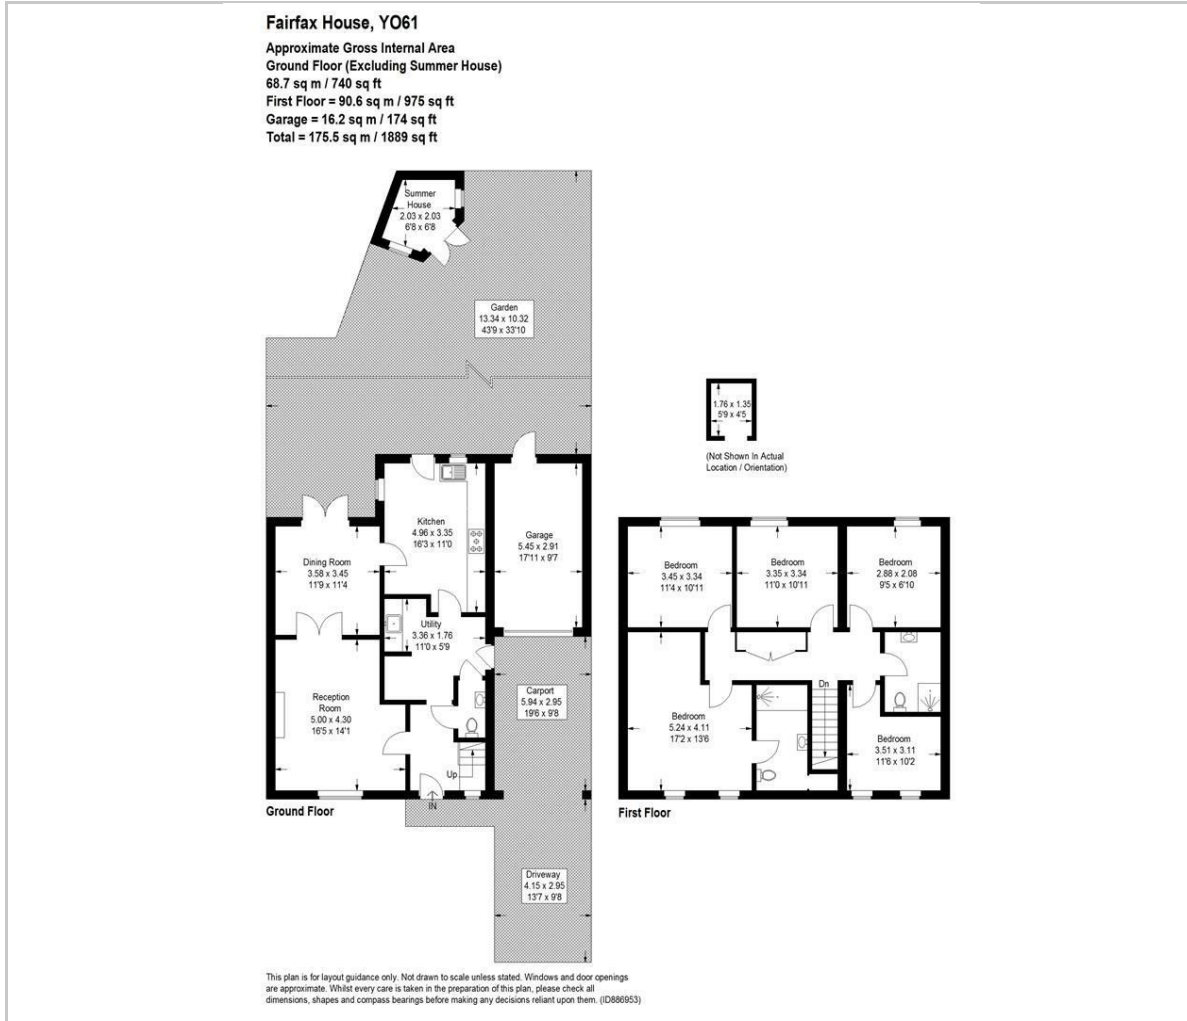 Fairfax House, YO61
Approximate Gross Internal Area
Ground Floor (Excluding Summer House)
68.7 sq m / 740 sq ft
First Floor = 90.6 sq m / 975 sq ft
Garage = 16.2 sq m / 174 sq ft
Total = 175.5 sq m / 1889 sq ft
Summer
House
2.03 x 2.03
6'8 x 6'8
Garden
13.34 x 10.32
43'9 x 33'10
1.76 x 1.35
5'9 x 4'5
(Not Shown In Actual
Location / Orientation)
Kitchen
4.96 x 3.35
16'3 x 11'0
Garage
5.45 x 2.91
17'11 x 9'7
Dining Room
3.58 x 3.45
11'9 x 11'4
Utility
3.36 x 1.76
11'0 x 5'9
Reception
Room
5.00 x 4.30
16'5 x 14'1
Carport
5.94 x 2.95
19'6 x 9'8
Up
IN
Ground Floor
Driveway
4.15 x 2.95
13'7 x 9'8
Bedroom
3.45 x 3.34
11'4 x 10'11
Bedroom
3.35 x 3.34
11'0 x 10'11
Bedroom
2.88 x 2.08
9'5 x 6'10
Dn
Bedroom
5.24 x 4.11
17'2 x 13'6
Bedroom
3.51 x 3.11
11'6 x 10'2
First Floor
This plan is for layout guidance only. Not drawn to scale unless stated. Windows and door openings
are approximate. Whilst every care is taken in the preparation of this plan, please check all
dimensions, shapes and compass bearings before making any decisions reliant upon them. (ID886953)